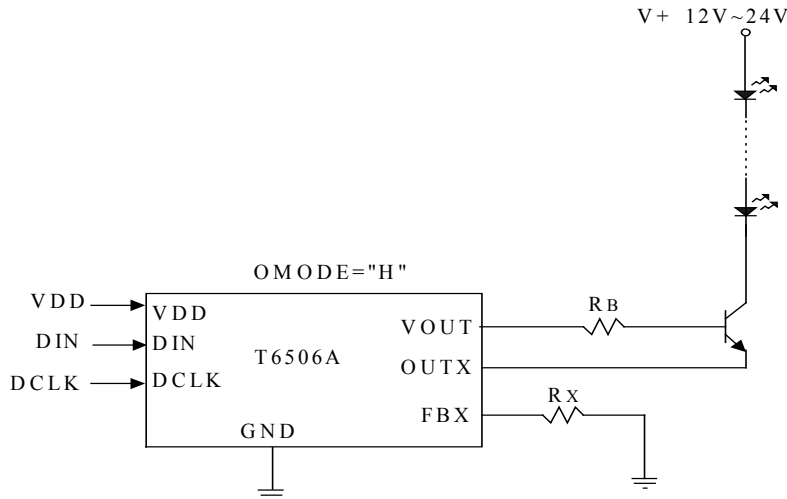 V+ 12V~24V
OMODE="H"
VDD
VDD
RB
VOUT
DIN
DIN
T6506A
OUTX
DCLK
DCLK
RX
FBX
GND